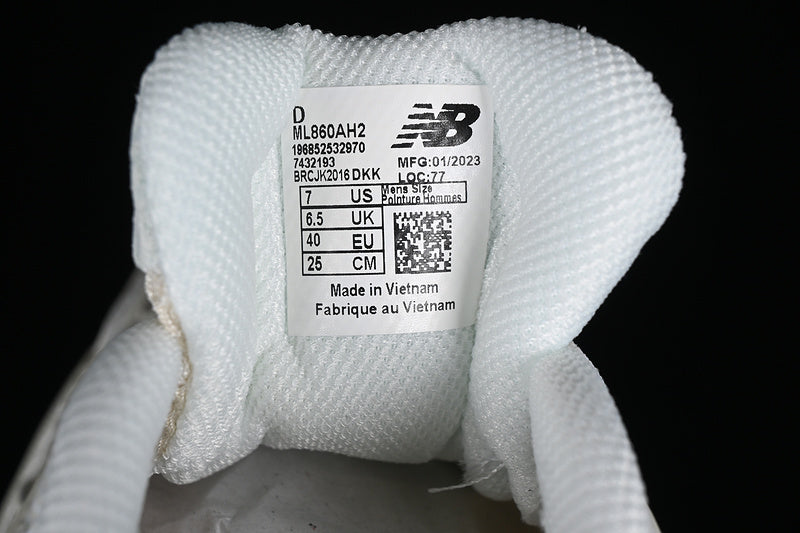 D
ML860AH2
NB
196852532970
7432193
MFG:01/2023
BRCJK2016 DKK
LOC:77
7 US
Mens Size
Pointure Hommes
6.5 UK
40 EU
25 CM
Made in Vietnam
Fabrique au Vietnam